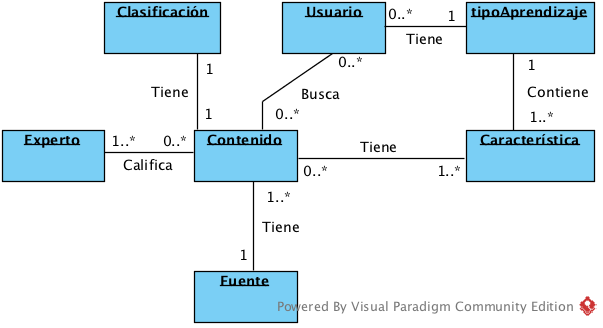 Clasificación
Usuario
0..*
1
tipoAprendizaje
Tiene
1
0..*
1
Tiene
Busca
Contiene
1
0..*
1..*
Experto
1..*
0..*
Contenido
Tiene
Característica
Califica
0..*
1..*
1..*
Tiene
1
Fuente
Powered By Visual Paradigm Community Edition